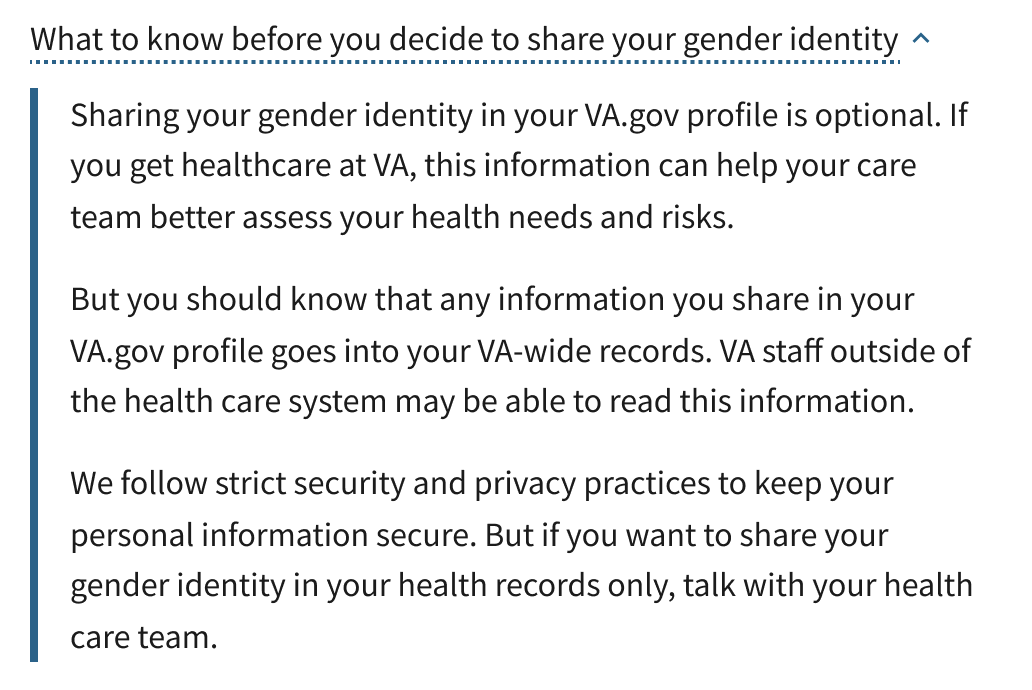 What to know before you decide to share your gender identity
Sharing your gender identity in your VA.gov profile is optional. If
you get healthcare at VA, this information can help your care
team better assess your health needs and risks.
But you should know that any information you share in your
VA.gov profile goes into your VA-wide records. VA staff outside of
the health care system may be able to read this information.
We follow strict security and privacy practices to keep your
personal information secure. But if you want to share your
gender identity in your health records only, talk with your health
care team.